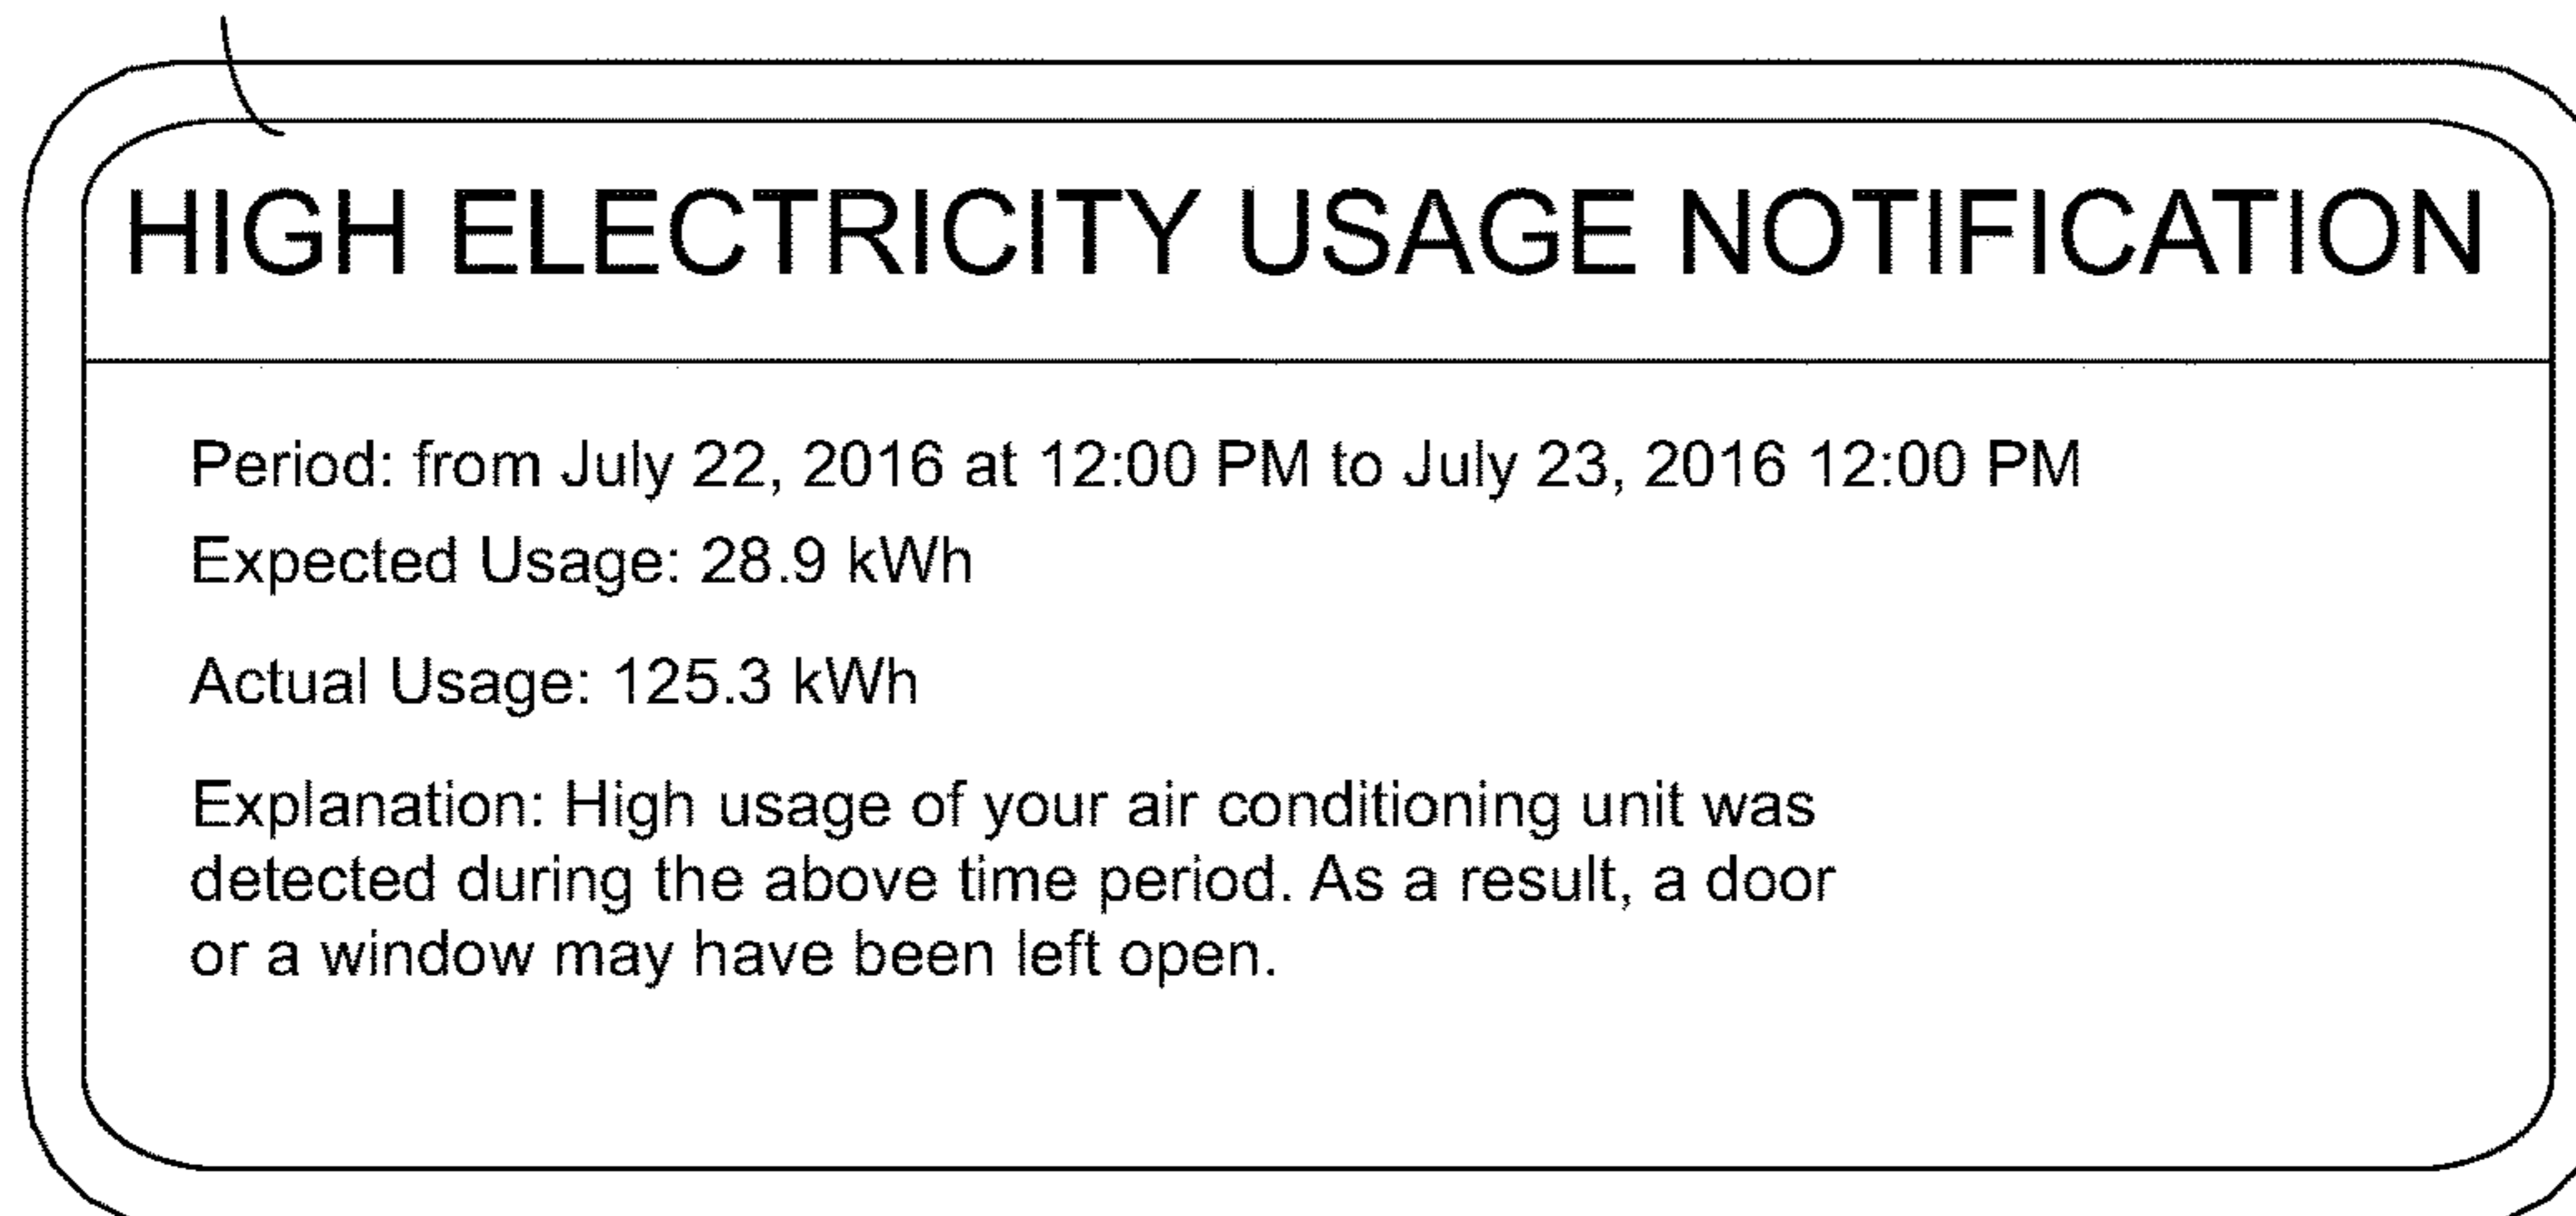 HIGH ELECTRICITY USAGE NOTIFICATION
Period: from July 22, 2016 at 12:00 PM to July 23, 2016 12:00 PM
Expected Usage: 28.9 kWh
Actual Usage: 125.3 kWh
Explanation: High usage of your air conditioning unit was
detected during the above time period. As a result, a door
or a window may have been left open.